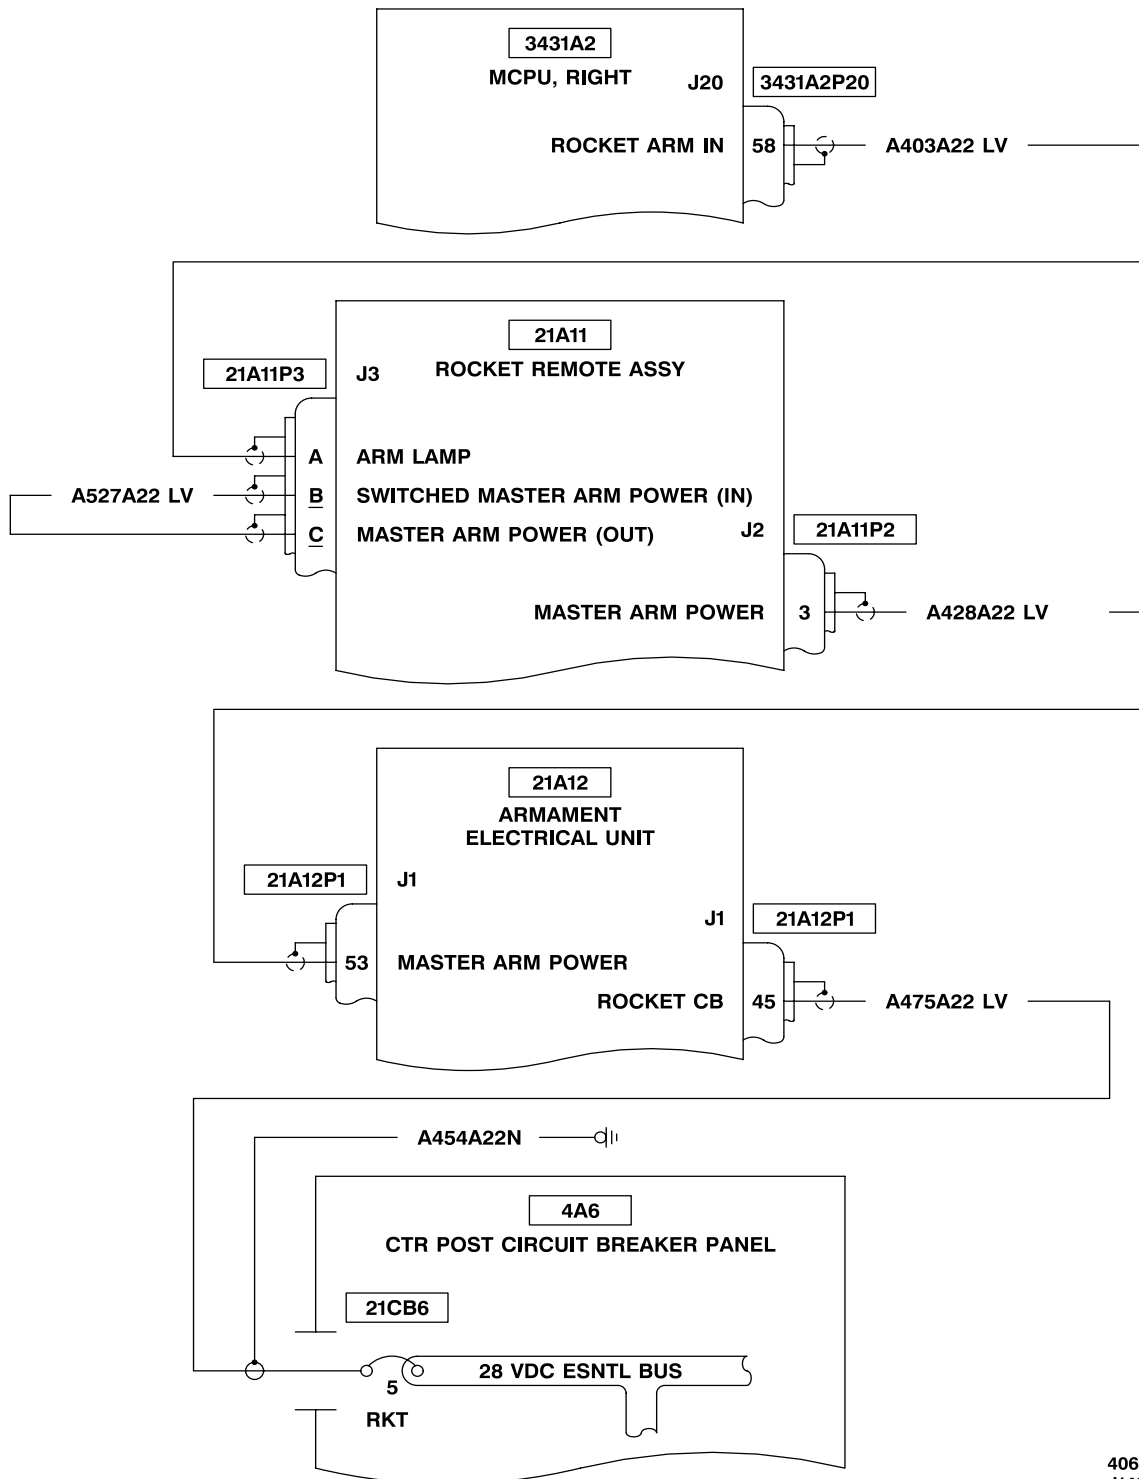 3431A2
MCPU, RIGHT
J20
3431A2P20
ROCKET ARM IN
58
A403A22 LV
21A11
ROCKET REMOTE ASSY
21A11P3
J3
A ARM LAMP
A527A22 LV
B SWITCHED MASTER ARM POWER (IN)
C MASTER ARM POWER (OUT)
J2
21A11P2
MASTER ARM POWER
3
A428A22 LV
21A12
ARMAMENT
ELECTRICAL UNIT
21A12P1
J1
J1
21A12P1
53 MASTER ARM POWER
ROCKET CB
45
A475A22 LV
A454A22N
4A6
CTR POST CIRCUIT BREAKER PANEL
21CB6
28 VDC ESNTL BUS
5
RKT
406